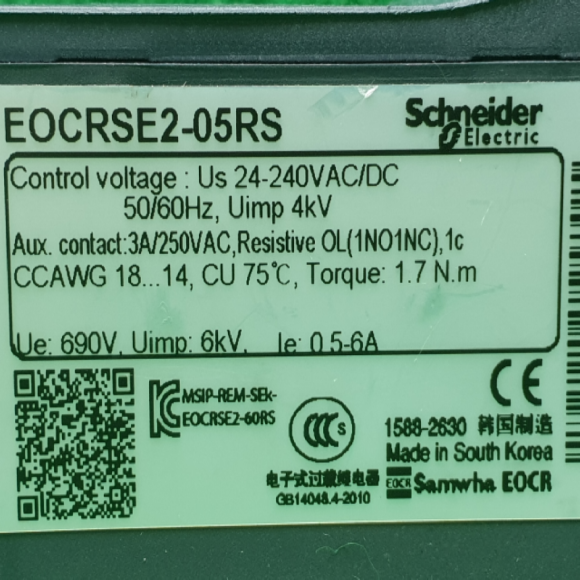 EOCRSE2-05RS
Schneider
Electric
Control voltage : Us 24-240VAC/DC
50/60Hz, Uimp 4kV
Aux. contact:3A/250VAC,Resistive OL(1NO1NC),1c
CCAWG 18...14, CU 75℃, Torque: 1.7 N.m
Ue: 690V, Uimp: 6kV, Ie: 0.5-6A
MSIP-REM-SEk-
EOCRSE2-60RS
CCC S
CE
1588-2630 韩国制造
Made in South Korea
电子式过载继电器
GB14048.4-2010
EOCR Samwha EOCR